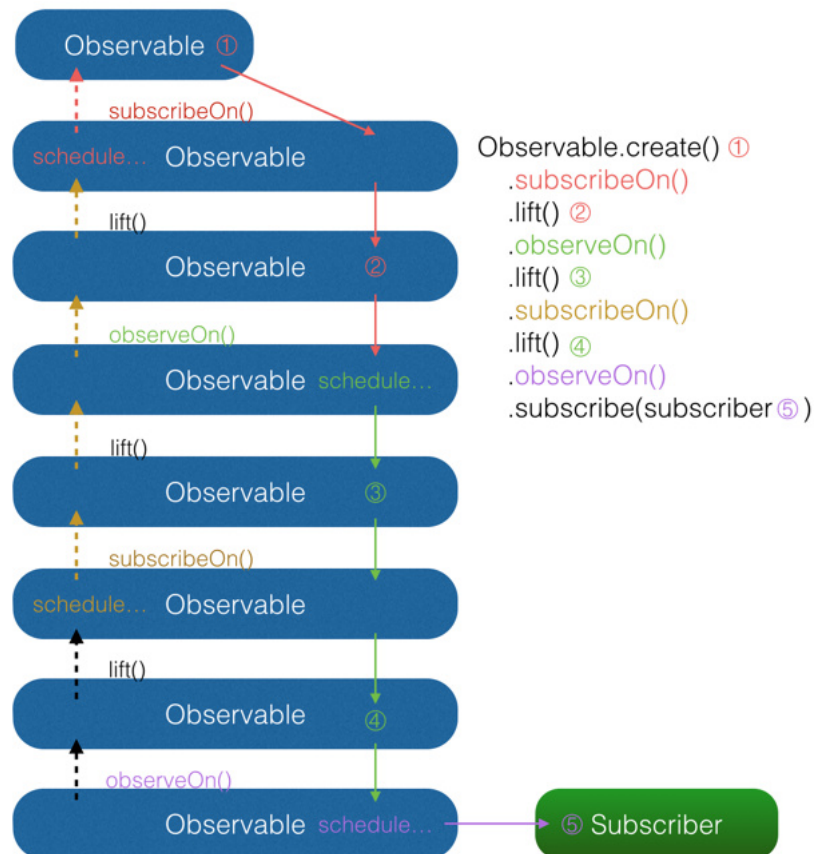 Observable ①
subscribeOn()
schedule... Observable
lift()
Observable ②
observeOn()
Observable schedule...
lift()
Observable ③
subscribeOn()
schedule... Observable
lift()
Observable ④
observeOn()
Observable schedule...
⑤ Subscriber
Observable.create() ①
.subscribeOn()
.lift() ②
.observeOn()
.lift() ③
.subscribeOn()
.lift() ④
.observeOn()
.subscribe(subscriber⑤)